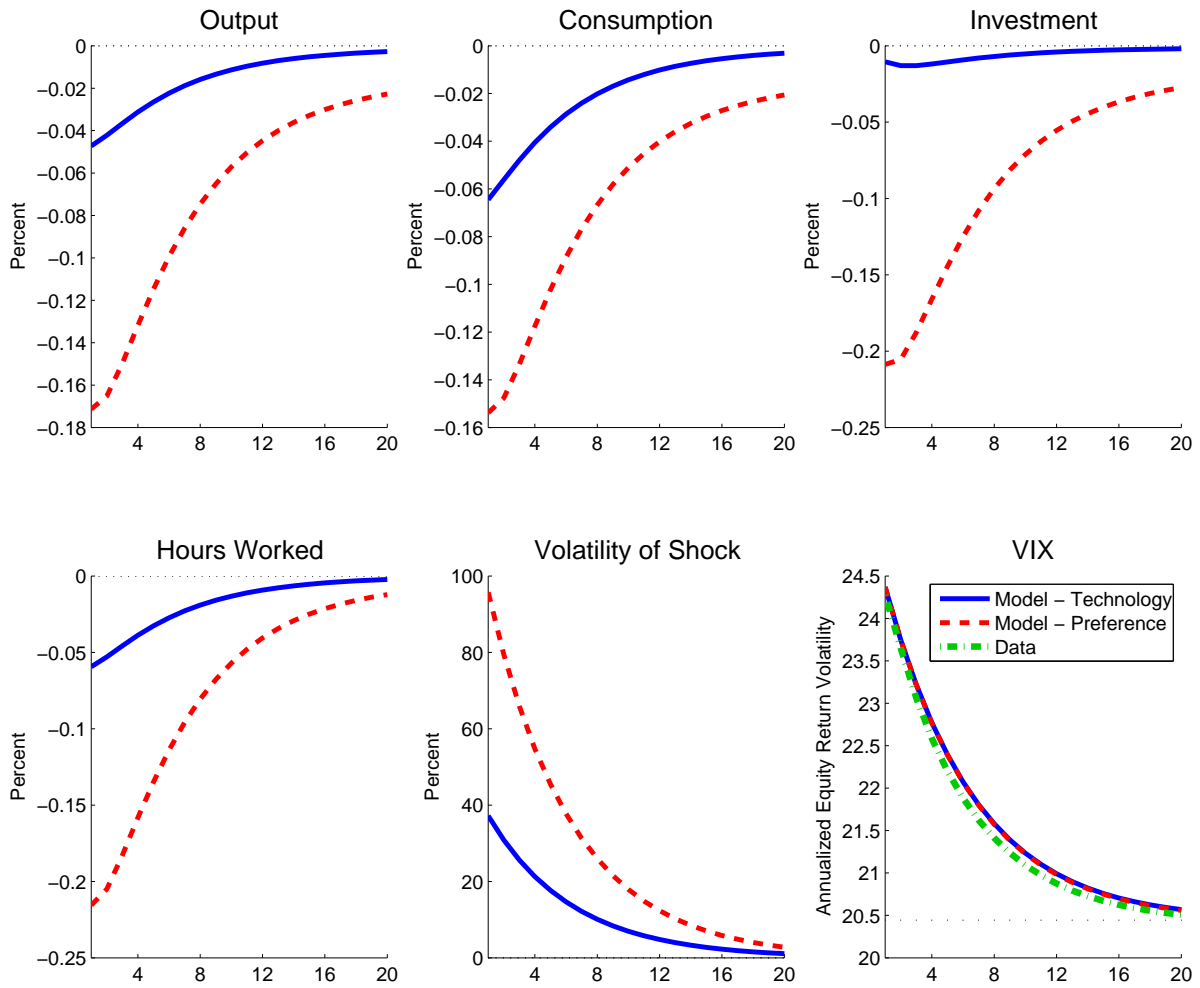 Output
Percent
0
−0.02
−0.04
−0.06
−0.08
−0.1
−0.12
−0.14
−0.16
−0.18
4 8 12 16 20
Consumption
Percent
0
−0.02
−0.04
−0.06
−0.08
−0.1
−0.12
−0.14
−0.16
4 8 12 16 20
Investment
Percent
0
−0.05
−0.1
−0.15
−0.2
−0.25
4 8 12 16 20
Hours Worked
Percent
0
−0.05
−0.1
−0.15
−0.2
−0.25
4 8 12 16 20
Volatility of Shock
Percent
100
80
60
40
20
0
4 8 12 16 20
VIX
Annualized Equity Return Volatility
24.5
24
23.5
23
22.5
22
21.5
21
20.5
20
4 8 12 16 20
Model − Technology
Model − Preference
Data